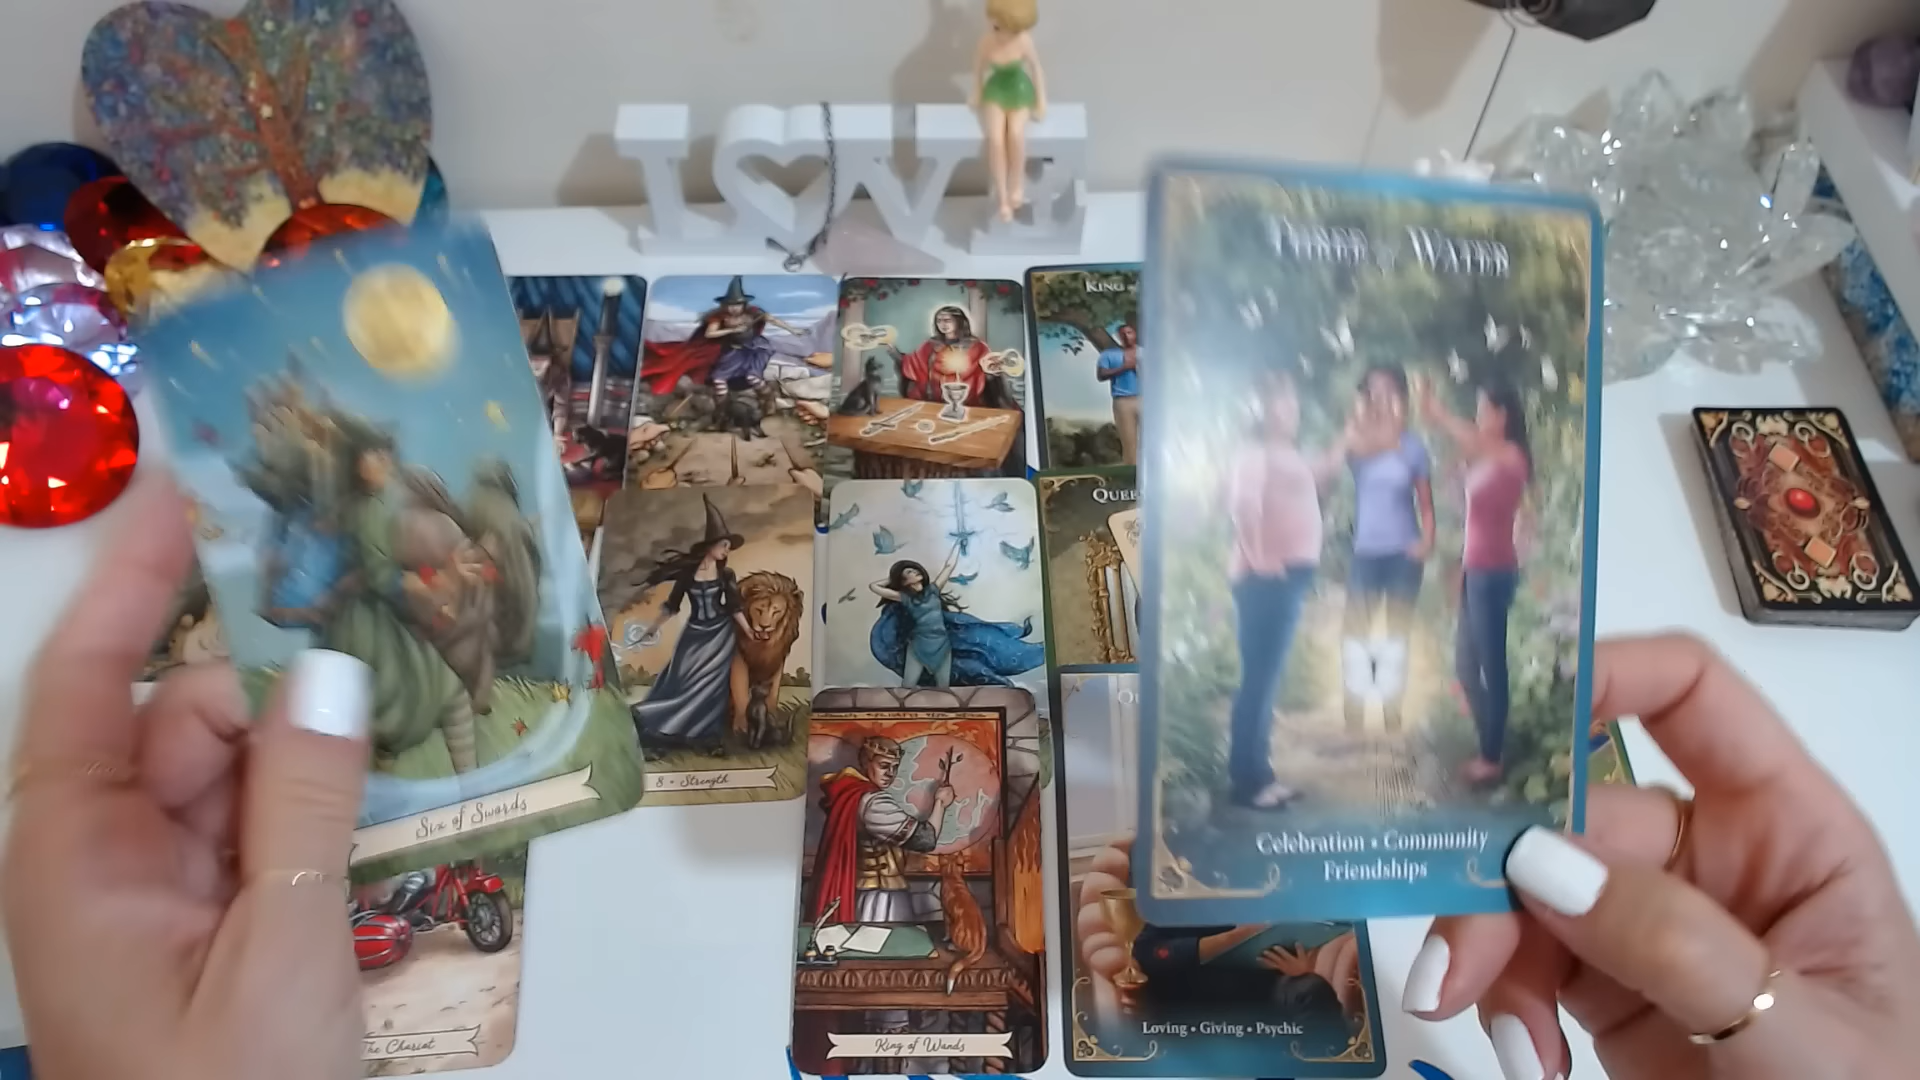 LOVE
KING
THREE OF WATER
QUEE
8 • Strength
Six of Swords
Celebration • Community
Friendships
The Chariot
King of Wands
Loving • Giving • Psychic